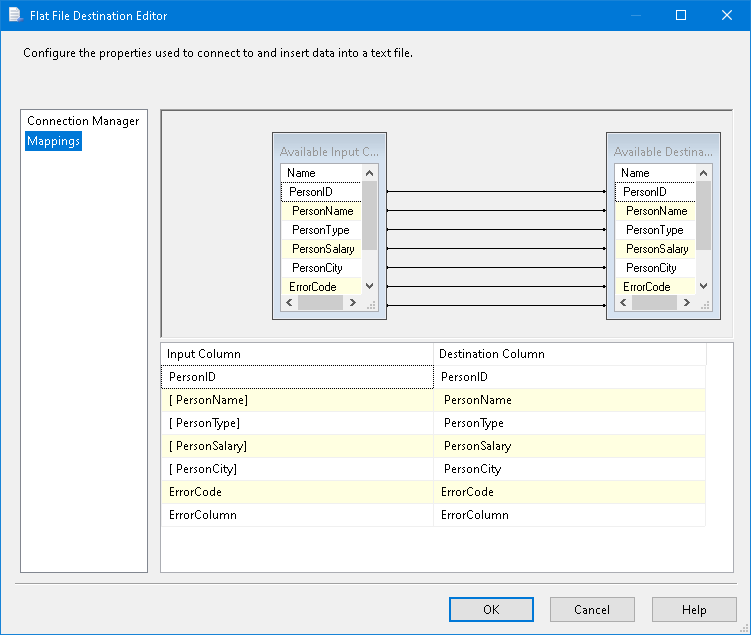 Flat File Destination Editor
Configure the properties used to connect to and insert data into a text file.
Connection Manager
Mappings
Available Input C...
Name
PersonID
PersonName
PersonType
PersonSalary
PersonCity
ErrorCode
Available Destina...
Name
PersonID
PersonName
PersonType
PersonSalary
PersonCity
ErrorCode
Input Column Destination Column
PersonID PersonID
[ PersonName] PersonName
[ PersonType] PersonType
[ PersonSalary] PersonSalary
[ PersonCity] PersonCity
ErrorCode ErrorCode
ErrorColumn ErrorColumn
OK Cancel Help